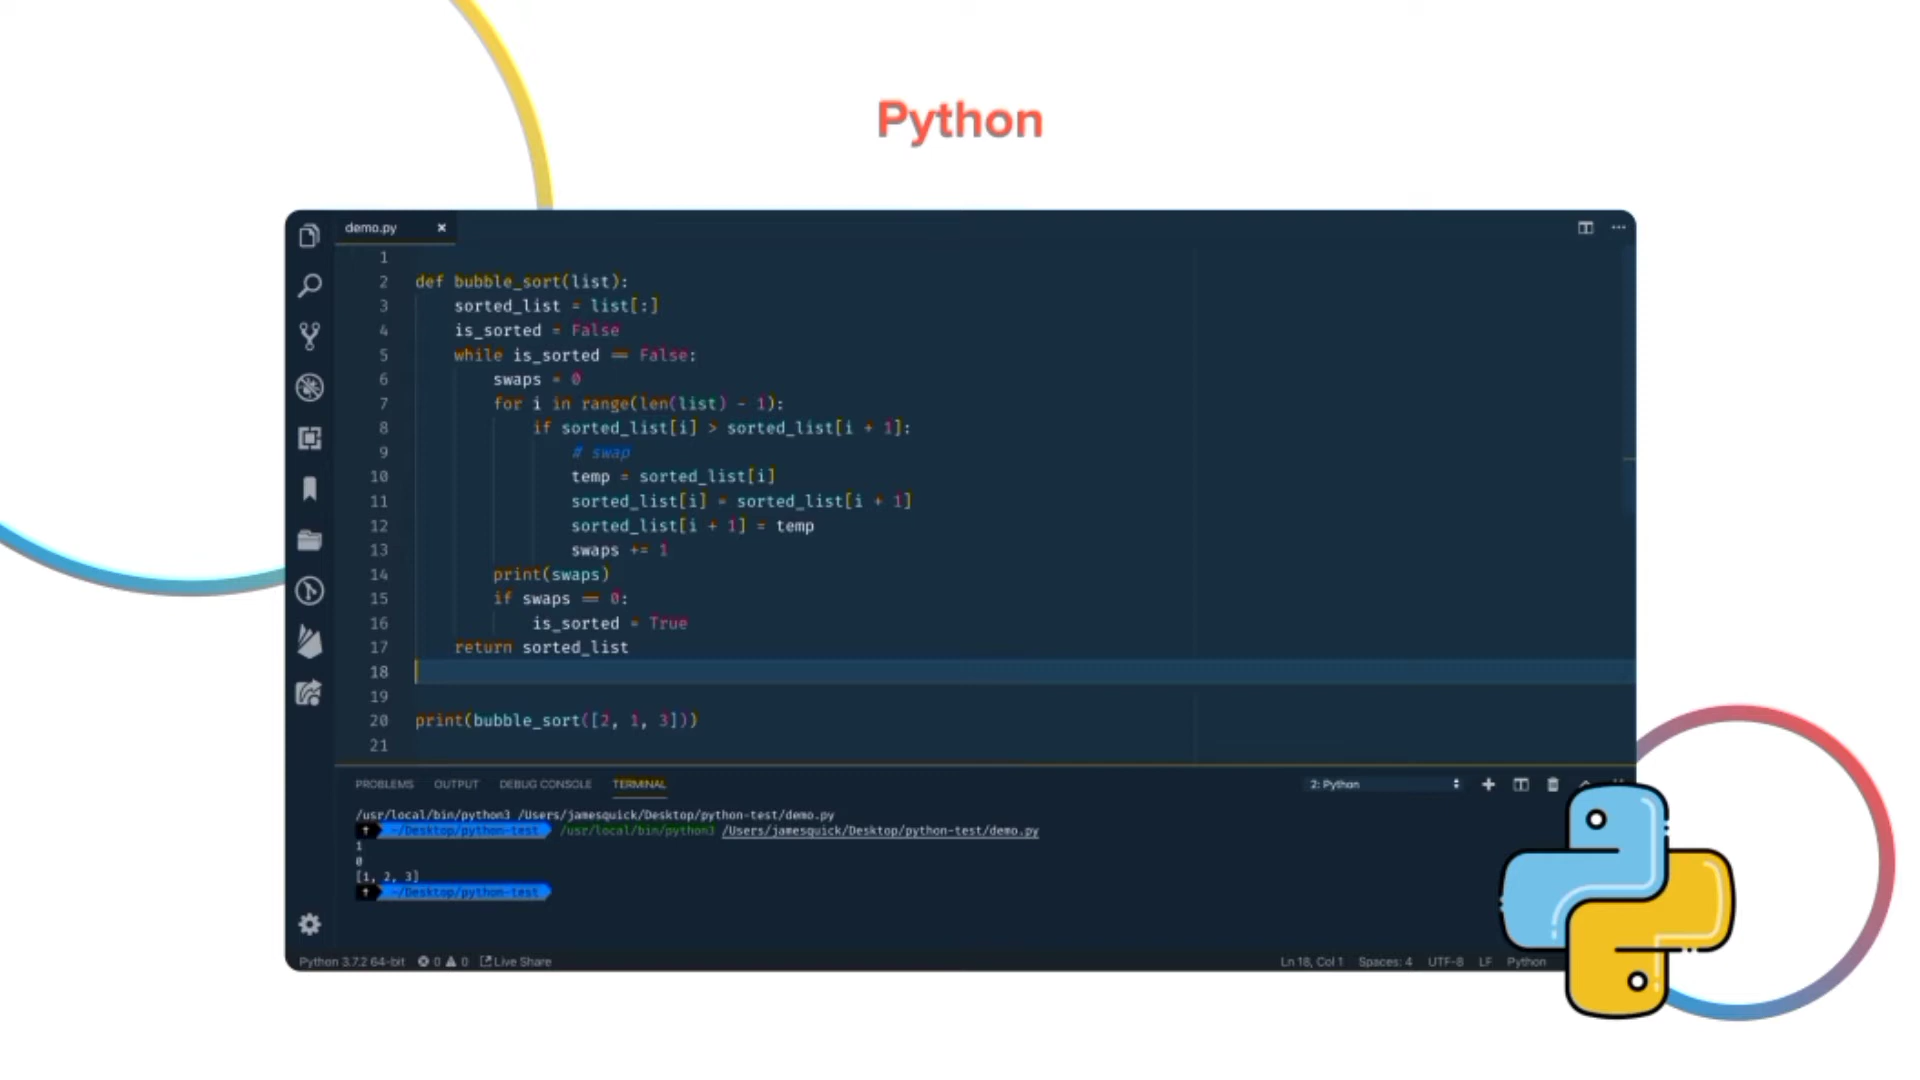 Python
demo.py ×
1
2 def bubble_sort(list):
3 sorted_list = list[:]
4 is_sorted = False
5 while is_sorted == False:
6 swaps = 0
7 for i in range(len(list) - 1):
8 if sorted_list[i] > sorted_list[i + 1]:
9 # swap
10 temp = sorted_list[i]
11 sorted_list[i] = sorted_list[i + 1]
12 sorted_list[i + 1] = temp
13 swaps += 1
14 print(swaps)
15 if swaps == 0:
16 is_sorted = True
17 return sorted_list
18
19
20 print(bubble_sort([2, 1, 3]))
21
PROBLEMS OUTPUT DEBUG CONSOLE TERMINAL 2: Python
/usr/local/bin/python3 /Users/jamesquick/Desktop/python-test/demo.py
~/Desktop/python-test /usr/local/bin/python3 /Users/jamesquick/Desktop/python-test/demo.py
1
0
[1, 2, 3]
~/Desktop/python-test
Python 3.7.2 64-bit 0 0 Live Share Ln 18, Col 1 Spaces: 4 UTF-8 LF Python